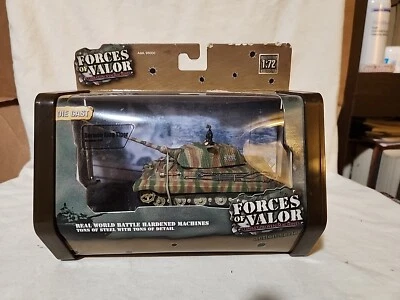 FORCES
OF VALOR
1:72
DIE CAST
REAL WORLD BATTLE HARDENED MACHINES
TONS OF STEEL WITH TONS OF DETAIL
FORCES
OF VALOR